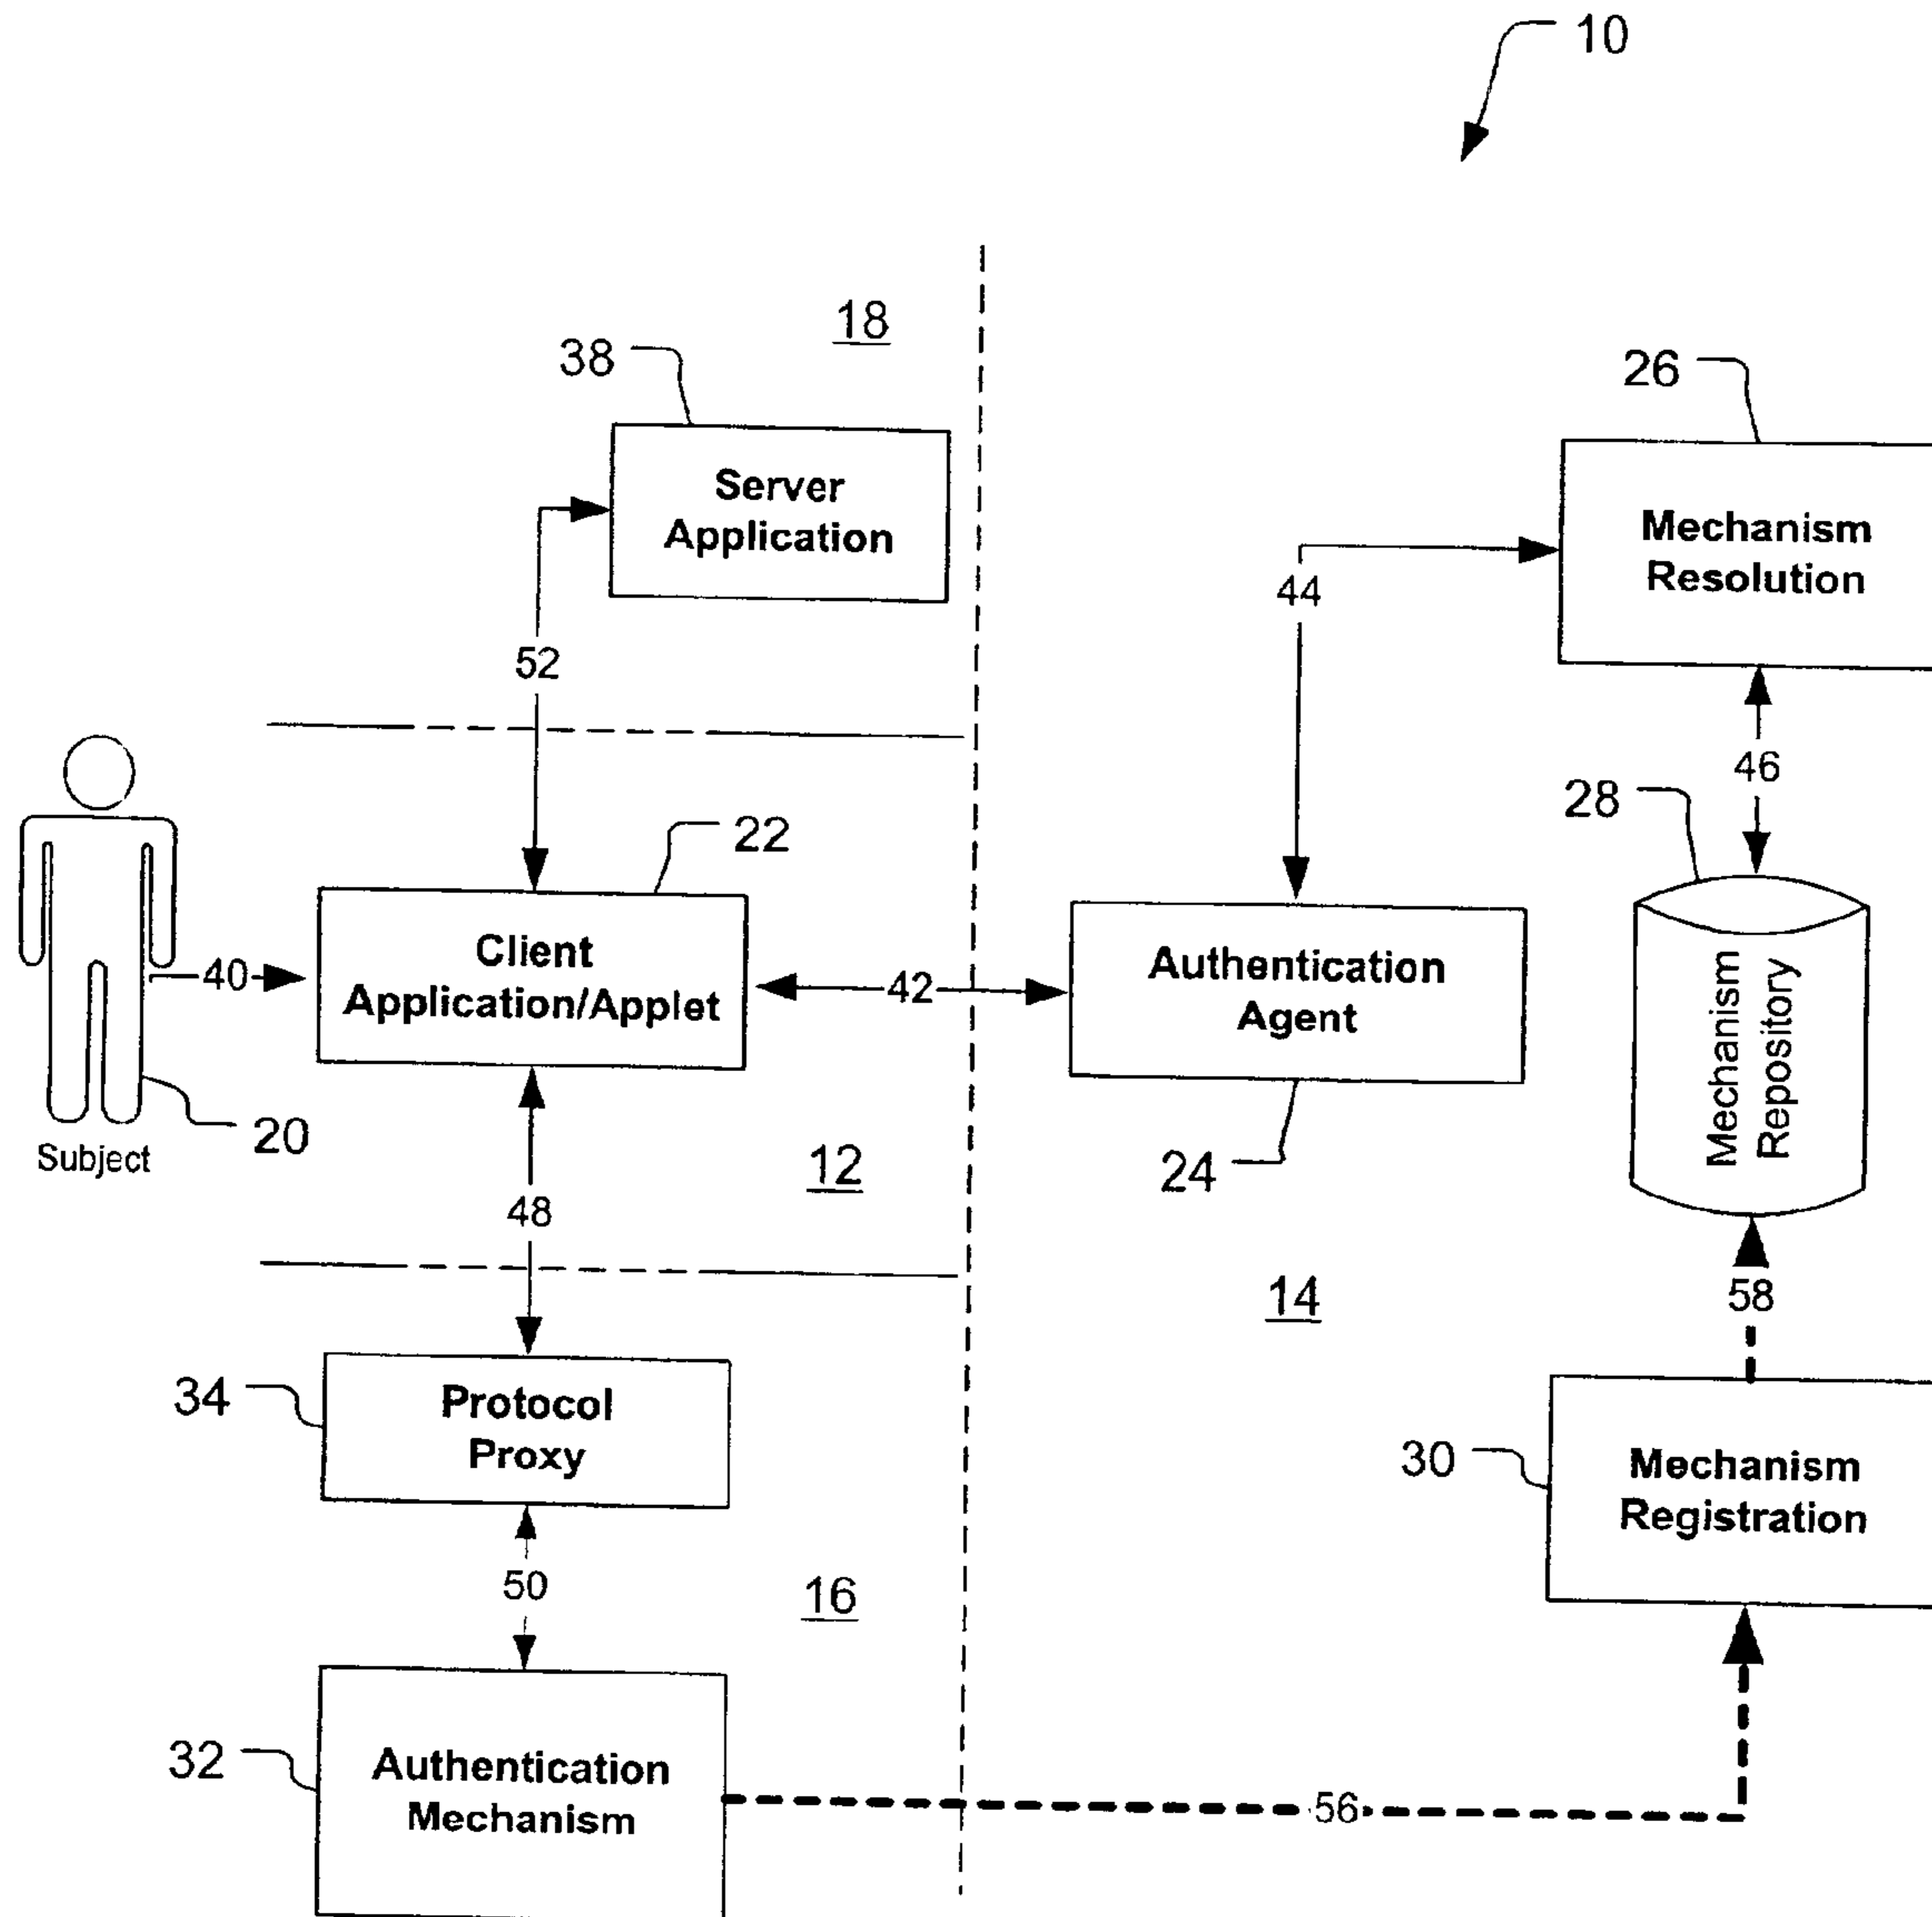 10
18
38
26
Server
Application
Mechanism
Resolution
44
52
46
28
22
Client
Application/Applet
40
42
Authentication
Agent
Mechanism
Repository
20
Subject
12
24
48
14
58
34
Protocol
Proxy
30
Mechanism
Registration
50
16
32
Authentication
Mechanism
56